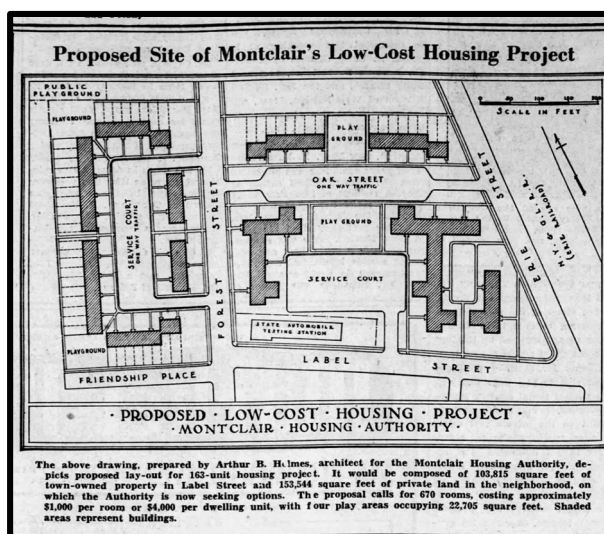 Proposed Site of Montclair's Low-Cost Housing Project
PUBLIC
PLAYGROUND
PLAYGROUND
PLAY
GROUND
SCALE IN FEET
OAK STREET
ONE WAY TRAFFIC
STREET
ERIE
N.Y. & G.L.R.R.
(ERIE RAILROAD)
SERVICE COURT
ONE WAY TRAFFIC
STREET
FOREST
PLAY GROUND
SERVICE COURT
STATE AUTOMOBILE
TESTING STATION
PLAYGROUND
FRIENDSHIP PLACE
LABEL
STREET
· PROPOSED · LOW-COST · HOUSING · PROJECT ·
· MONTCLAIR · HOUSING · AUTHORITY ·
The above drawing, prepared by Arthur B. Holmes, architect for the Montclair Housing Authority, de-
picts proposed lay-out for 163-unit housing project. It would be composed of 103,815 square feet of
town-owned property in Label Street and 153,544 square feet of private land in the neighborhood, on
which the Authority is now seeking options. The proposal calls for 670 rooms, costing approximately
$1,000 per room or $4,000 per dwelling unit, with four play areas occupying 22,705 square feet. Shaded
areas represent buildings.